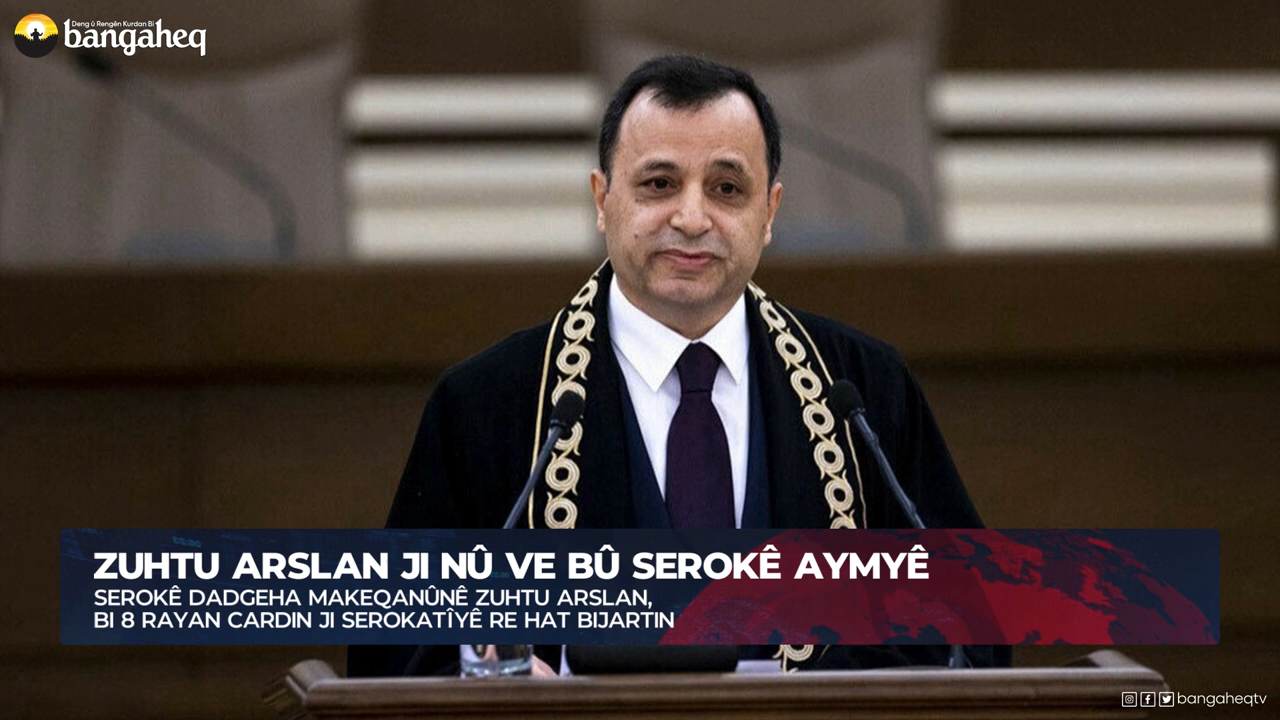 Deng û Rengên Kurdan Bi
bangaheq
ZUHTU ARSLAN JI NÛ VE BÛ SEROKÊ AYMYÊ
SEROKÊ DADGEHA MAKEQANÛNÊ ZUHTU ARSLAN,
BI 8 RAYAN CARDIN JI SEROKATÎYÊ RE HAT BIJARTIN
bangaheqtv